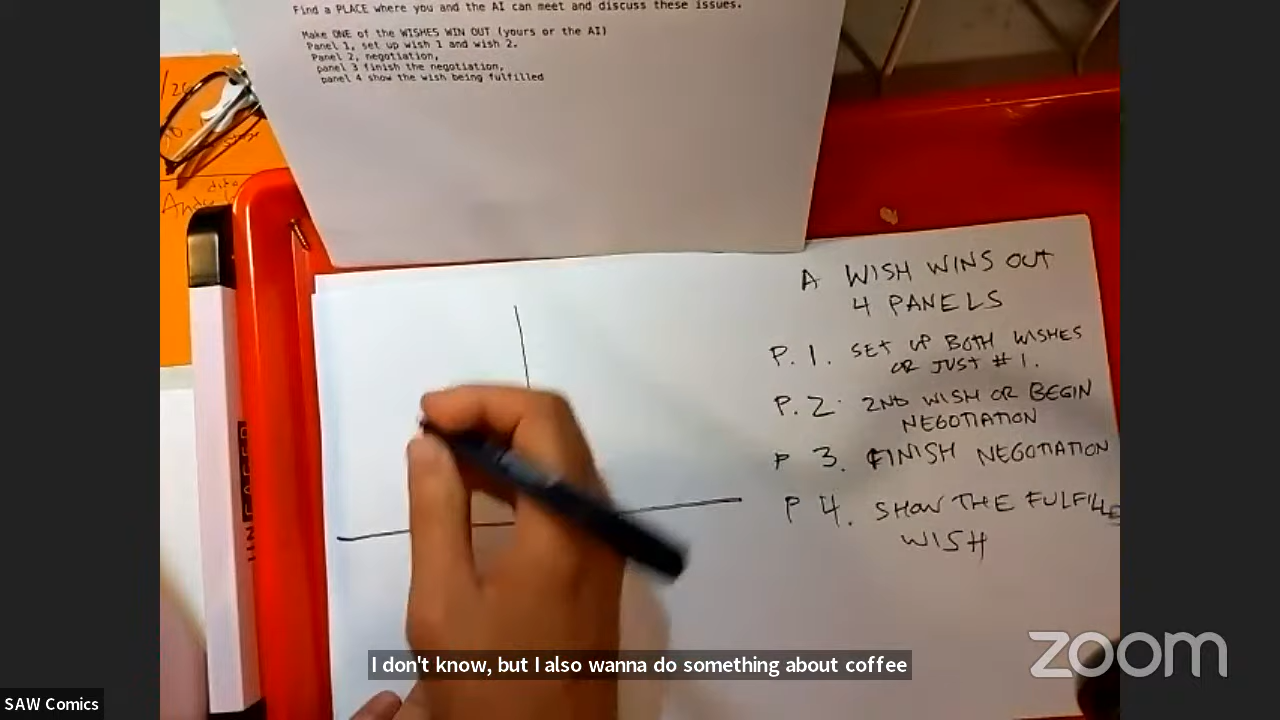 Find a PLACE where you and the AI can meet and discuss these issues.
Make ONE of the WISHES WIN OUT (yours or the AI)
Panel 1, set up wish 1 and wish 2.
Panel 2, negotiation,
panel 3 finish the negotiation,
panel 4 show the wish being fulfilled
A WISH WINS OUT
4 PANELS
P. 1. SET UP BOTH WISHES
OR JUST #1.
P. 2. 2ND WISH OR BEGIN
NEGOTIATION
P 3. FINISH NEGOTIATION
P 4. SHOW THE FULFILLE
WISH
I don't know, but I also wanna do something about coffee
zoom
SAW Comics